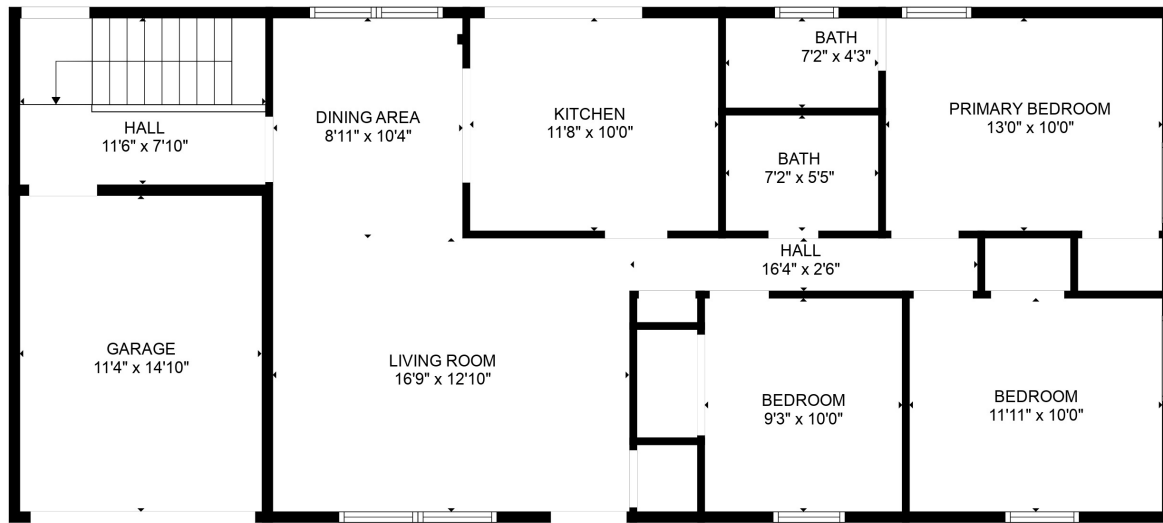 HALL
11'6" x 7'10"
DINING AREA
8'11" x 10'4"
KITCHEN
11'8" x 10'0"
BATH
7'2" x 4'3"
BATH
7'2" x 5'5"
PRIMARY BEDROOM
13'0" x 10'0"
HALL
16'4" x 2'6"
GARAGE
11'4" x 14'10"
LIVING ROOM
16'9" x 12'10"
BEDROOM
9'3" x 10'0"
BEDROOM
11'11" x 10'0"